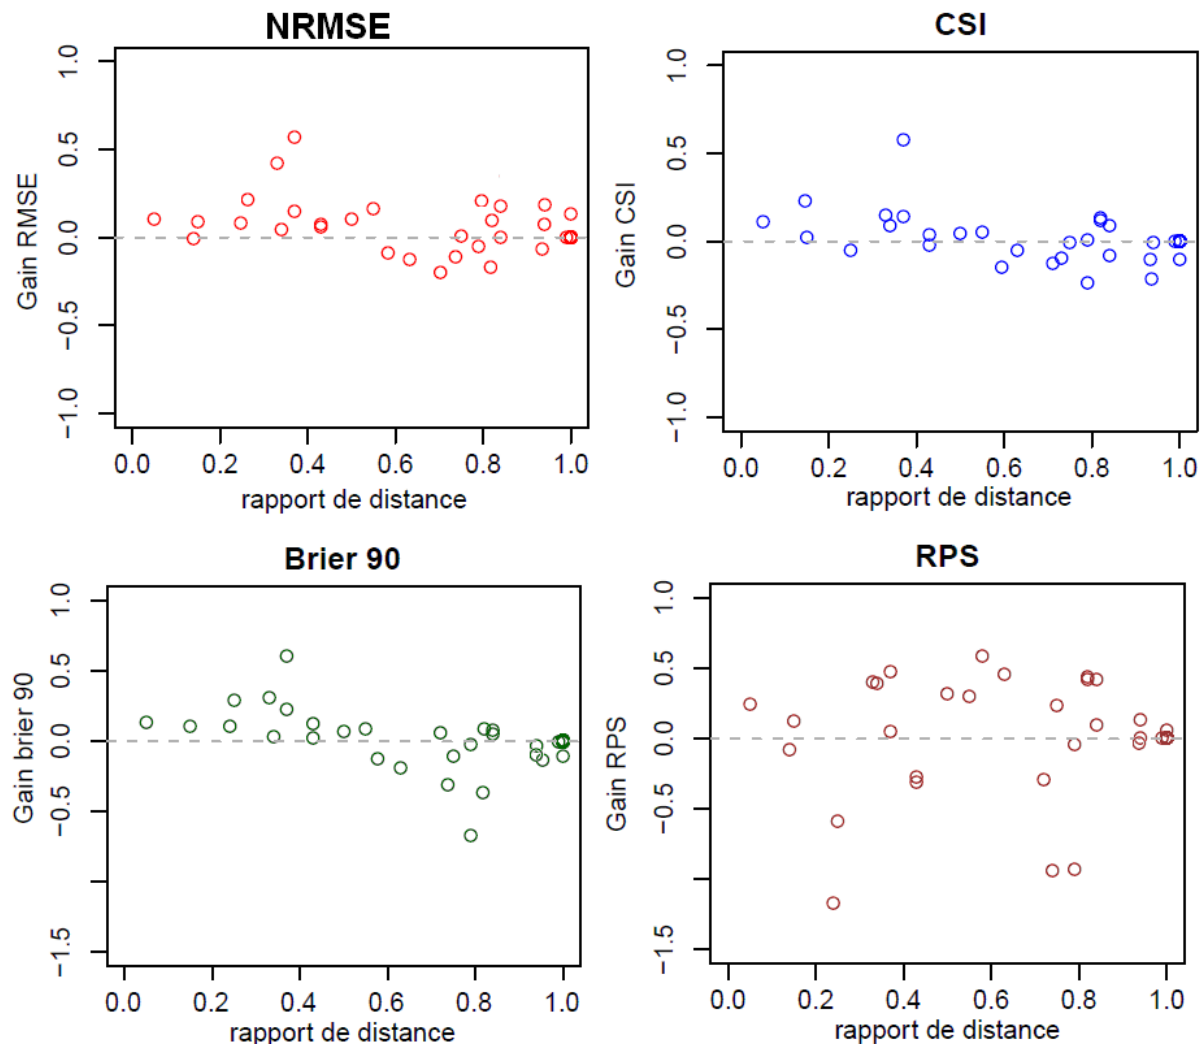 NRMSE
Gain RMSE
1.0
0.5
0.0
−0.5
−1.0
0.0 0.2 0.4 0.6 0.8 1.0
rapport de distance
CSI
Gain CSI
1.0
0.5
0.0
−0.5
−1.0
0.0 0.2 0.4 0.6 0.8 1.0
rapport de distance
Brier 90
Gain brier 90
1.0
0.5
0.0
−0.5
−1.5
0.0 0.2 0.4 0.6 0.8 1.0
rapport de distance
RPS
Gain RPS
1.0
0.5
0.0
−0.5
−1.5
0.0 0.2 0.4 0.6 0.8 1.0
rapport de distance